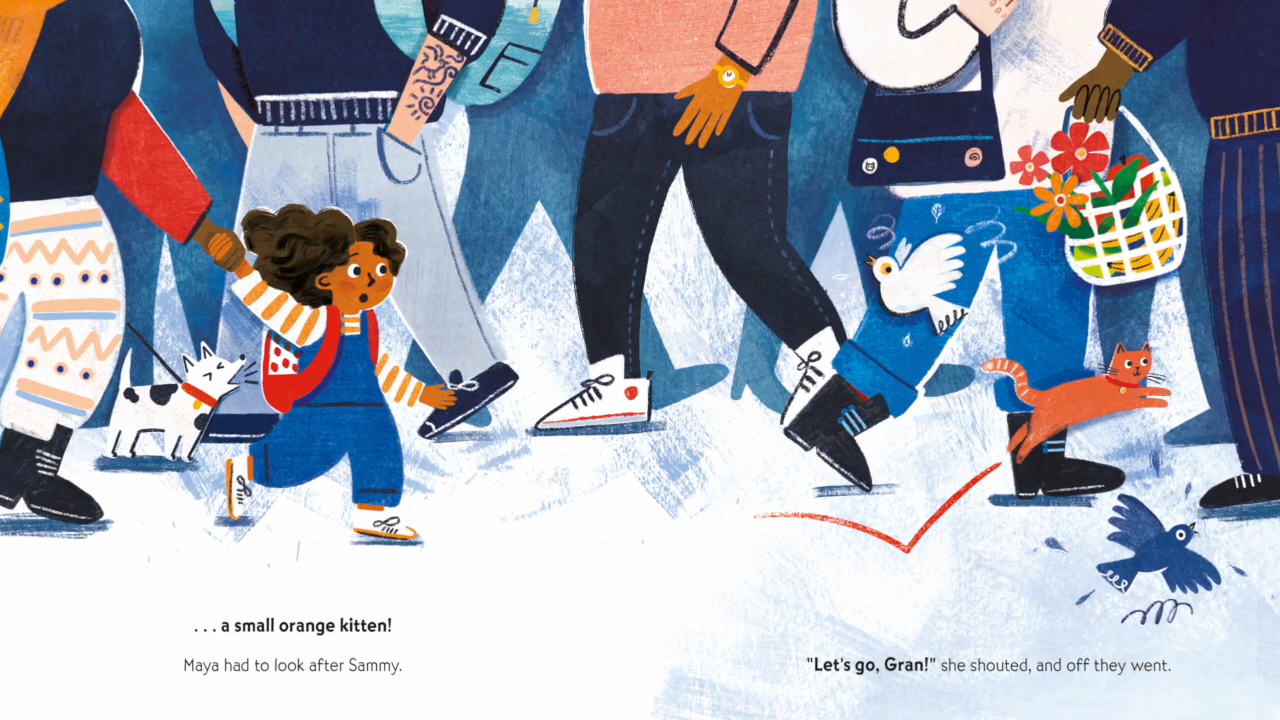 . . . a small orange kitten!
Maya had to look after Sammy.
"Let's go, Gran!" she shouted, and off they went.